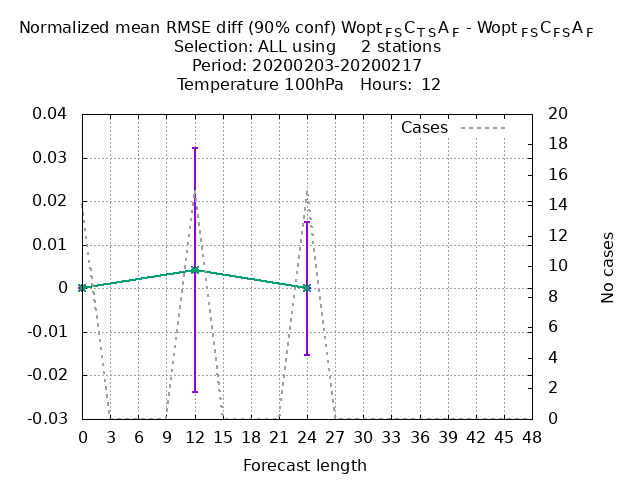 Normalized mean RMSE diff (90% conf) Wopt FS C T S A F - Wopt FS C FS A F
Selection: ALL using 2 stations
Period: 20200203-20200217
Temperature 100hPa Hours: 12
Cases
0.04
0.03
0.02
0.01
0
-0.01
-0.02
-0.03
20
18
16
14
12
10
8
6
4
2
0
No cases
0 3 6 9 12 15 18 21 24 27 30 33 36 39 42 45 48
Forecast length